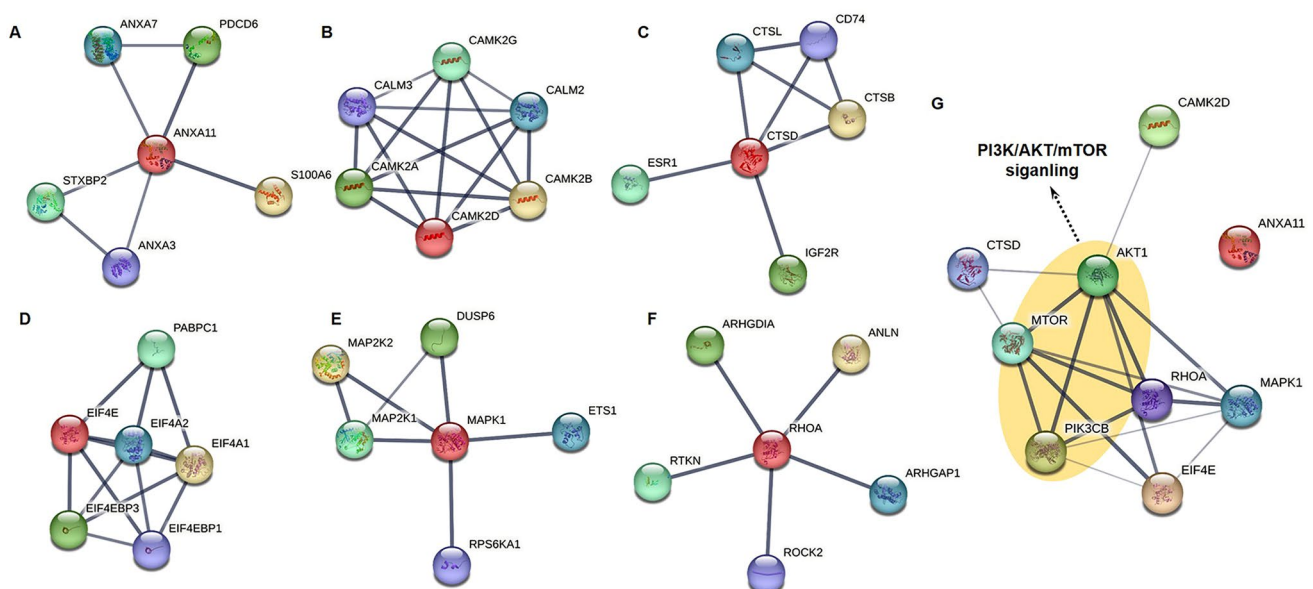 A
ANXA7
PDCD6
ANXA11
STXBP2
S100A6
ANXA3
B
CAMK2G
CALM3
CALM2
CAMK2A
CAMK2B
CAMK2D
C
CTSL
CD74
CTSB
CTSD
ESR1
IGF2R
D
PABPC1
EIF4E
EIF4A2
EIF4A1
EIF4EBP3
EIF4EBP1
E
DUSP6
MAP2K2
MAP2K1
MAPK1
ETS1
RPS6KA1
F
ARHGDIA
ANLN
RHOA
RTKN
ARHGAP1
ROCK2
G
CAMK2D
PI3K/AKT/mTOR
siganling
ANXA11
CTSD
AKT1
MTOR
RHOA
MAPK1
PIK3CB
EIF4E